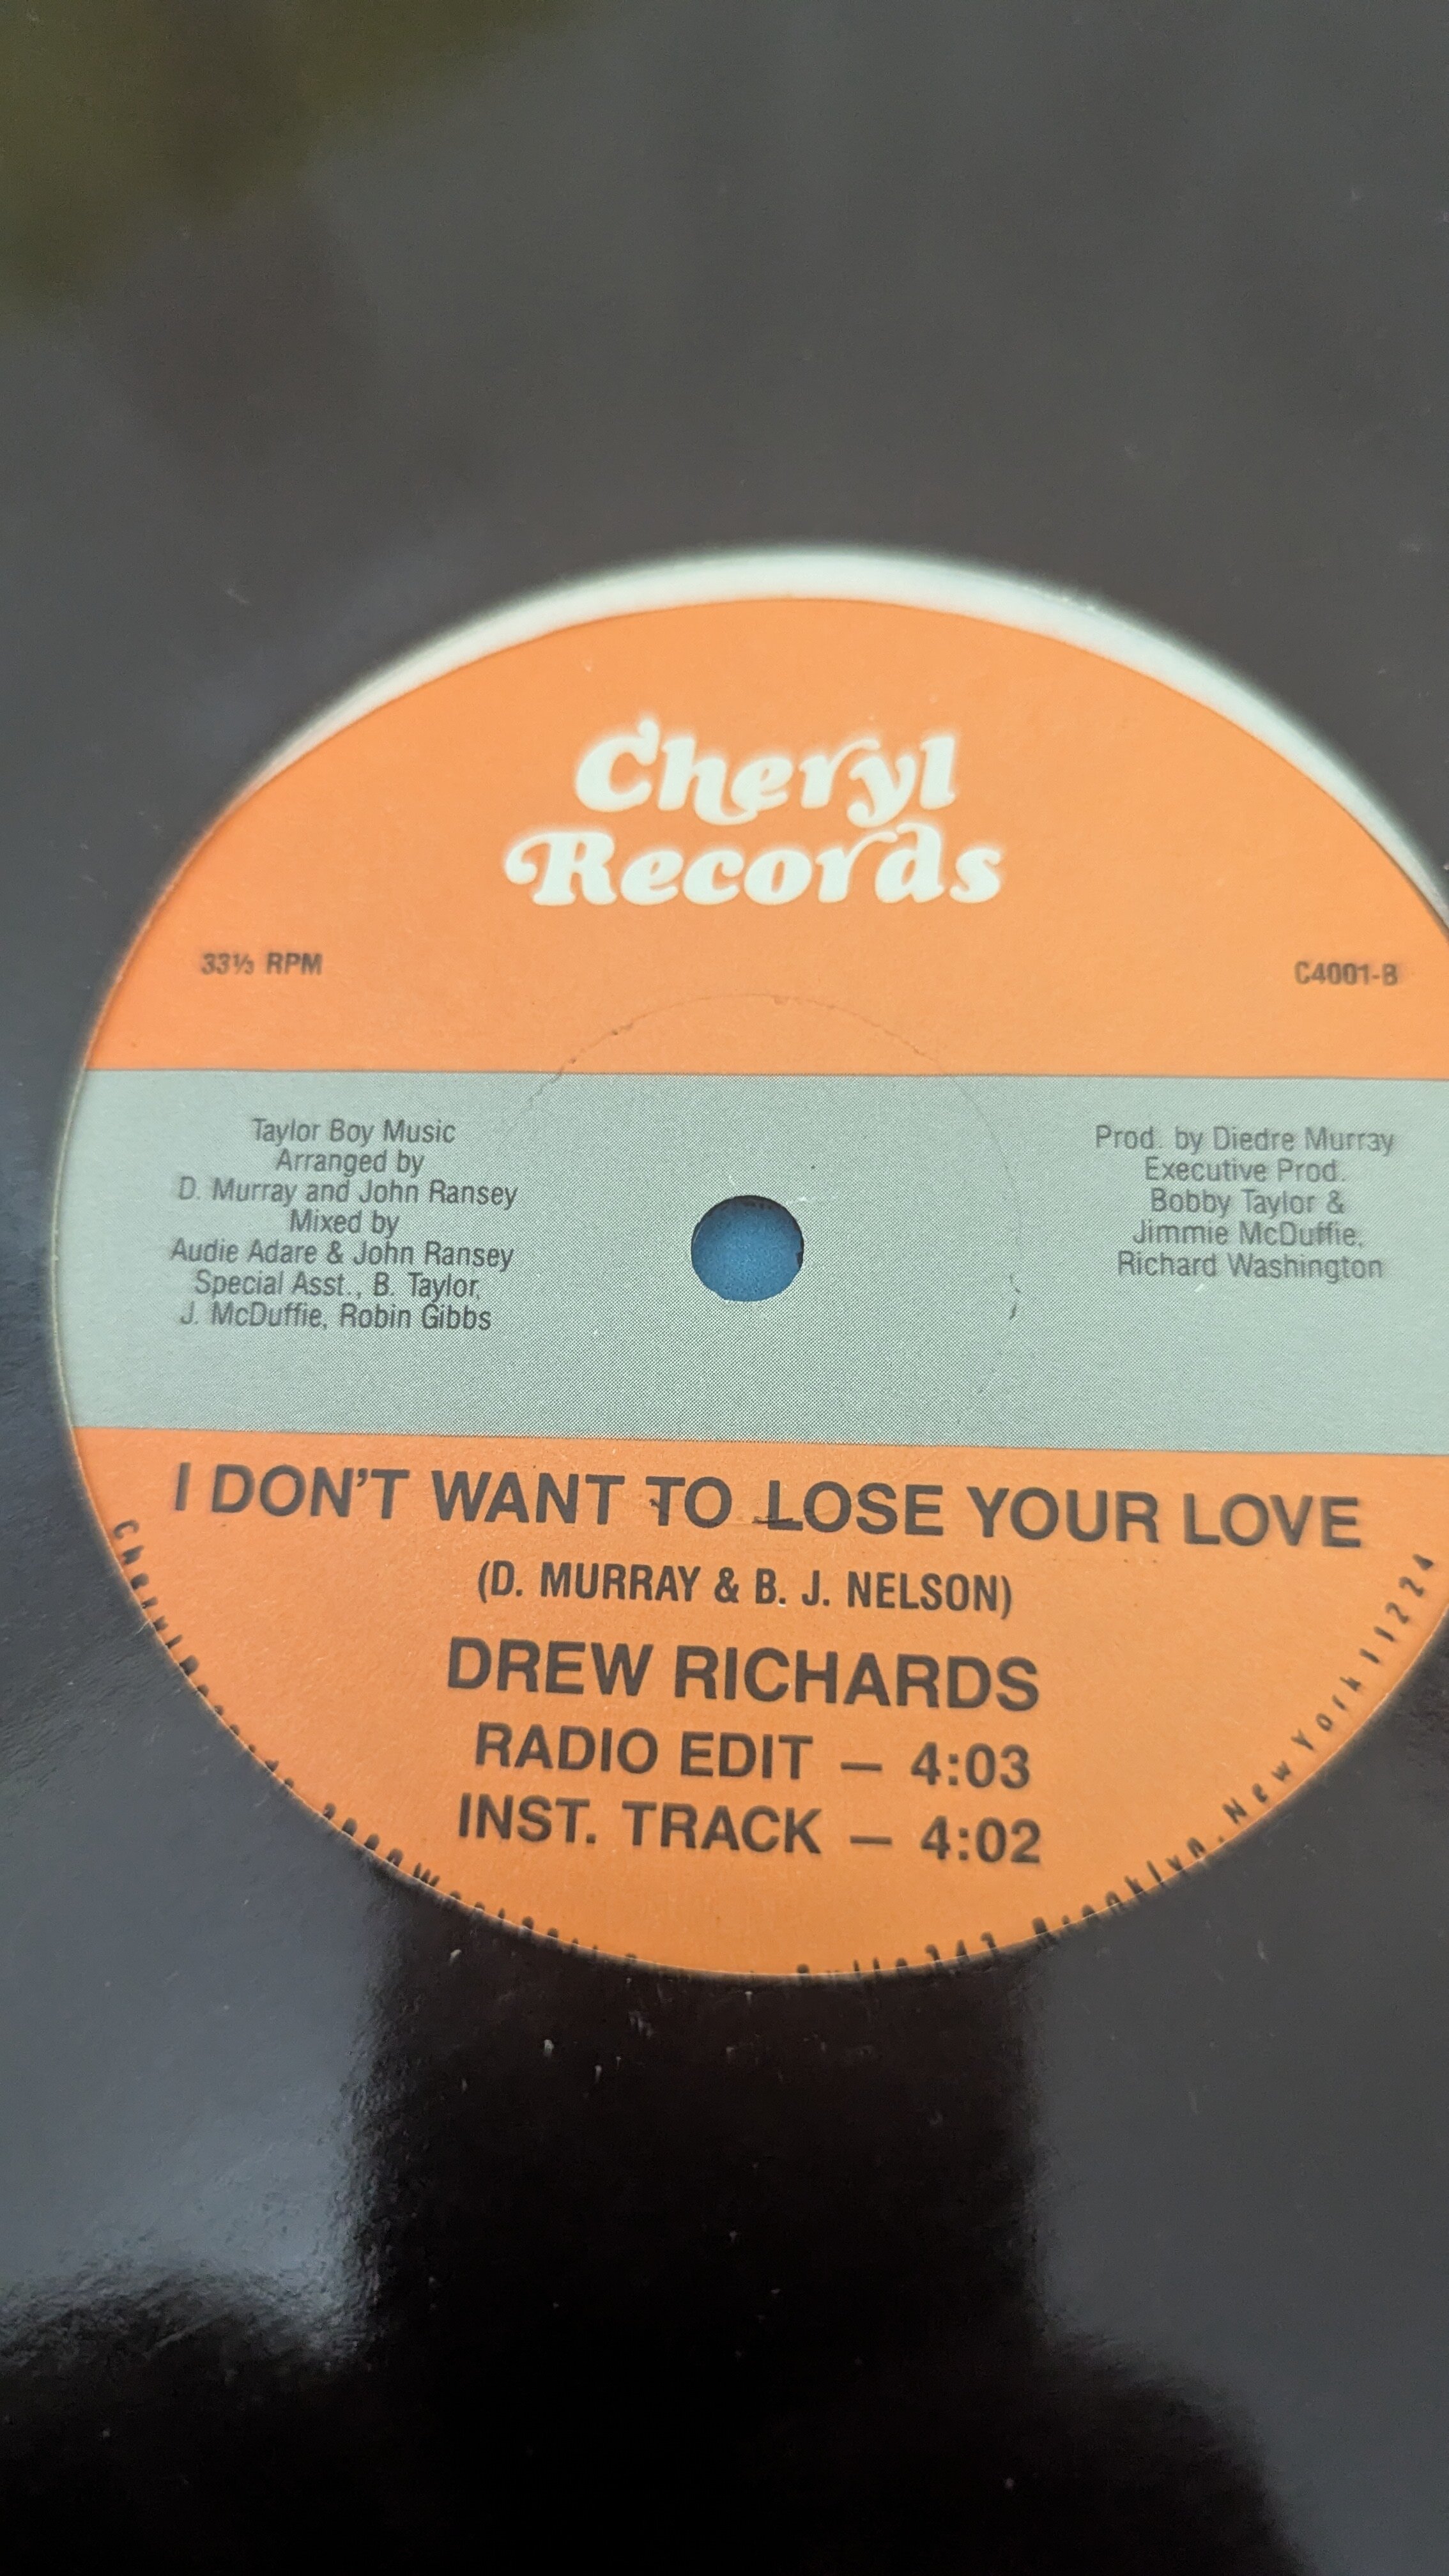 Cheryl
Records
33⅓ RPM
C4001-B
Taylor Boy Music
Arranged by
D. Murray and John Ransey
Mixed by
Audie Adare & John Ransey
Special Asst., B. Taylor,
J. McDuffie, Robin Gibbs
Prod. by Diedre Murray
Executive Prod.
Bobby Taylor &
Jimmie McDuffie,
Richard Washington
I DON'T WANT TO LOSE YOUR LOVE
(D. MURRAY & B. J. NELSON)
DREW RICHARDS
RADIO EDIT – 4:03
INST. TRACK – 4:02
Brooklyn, New York 11224